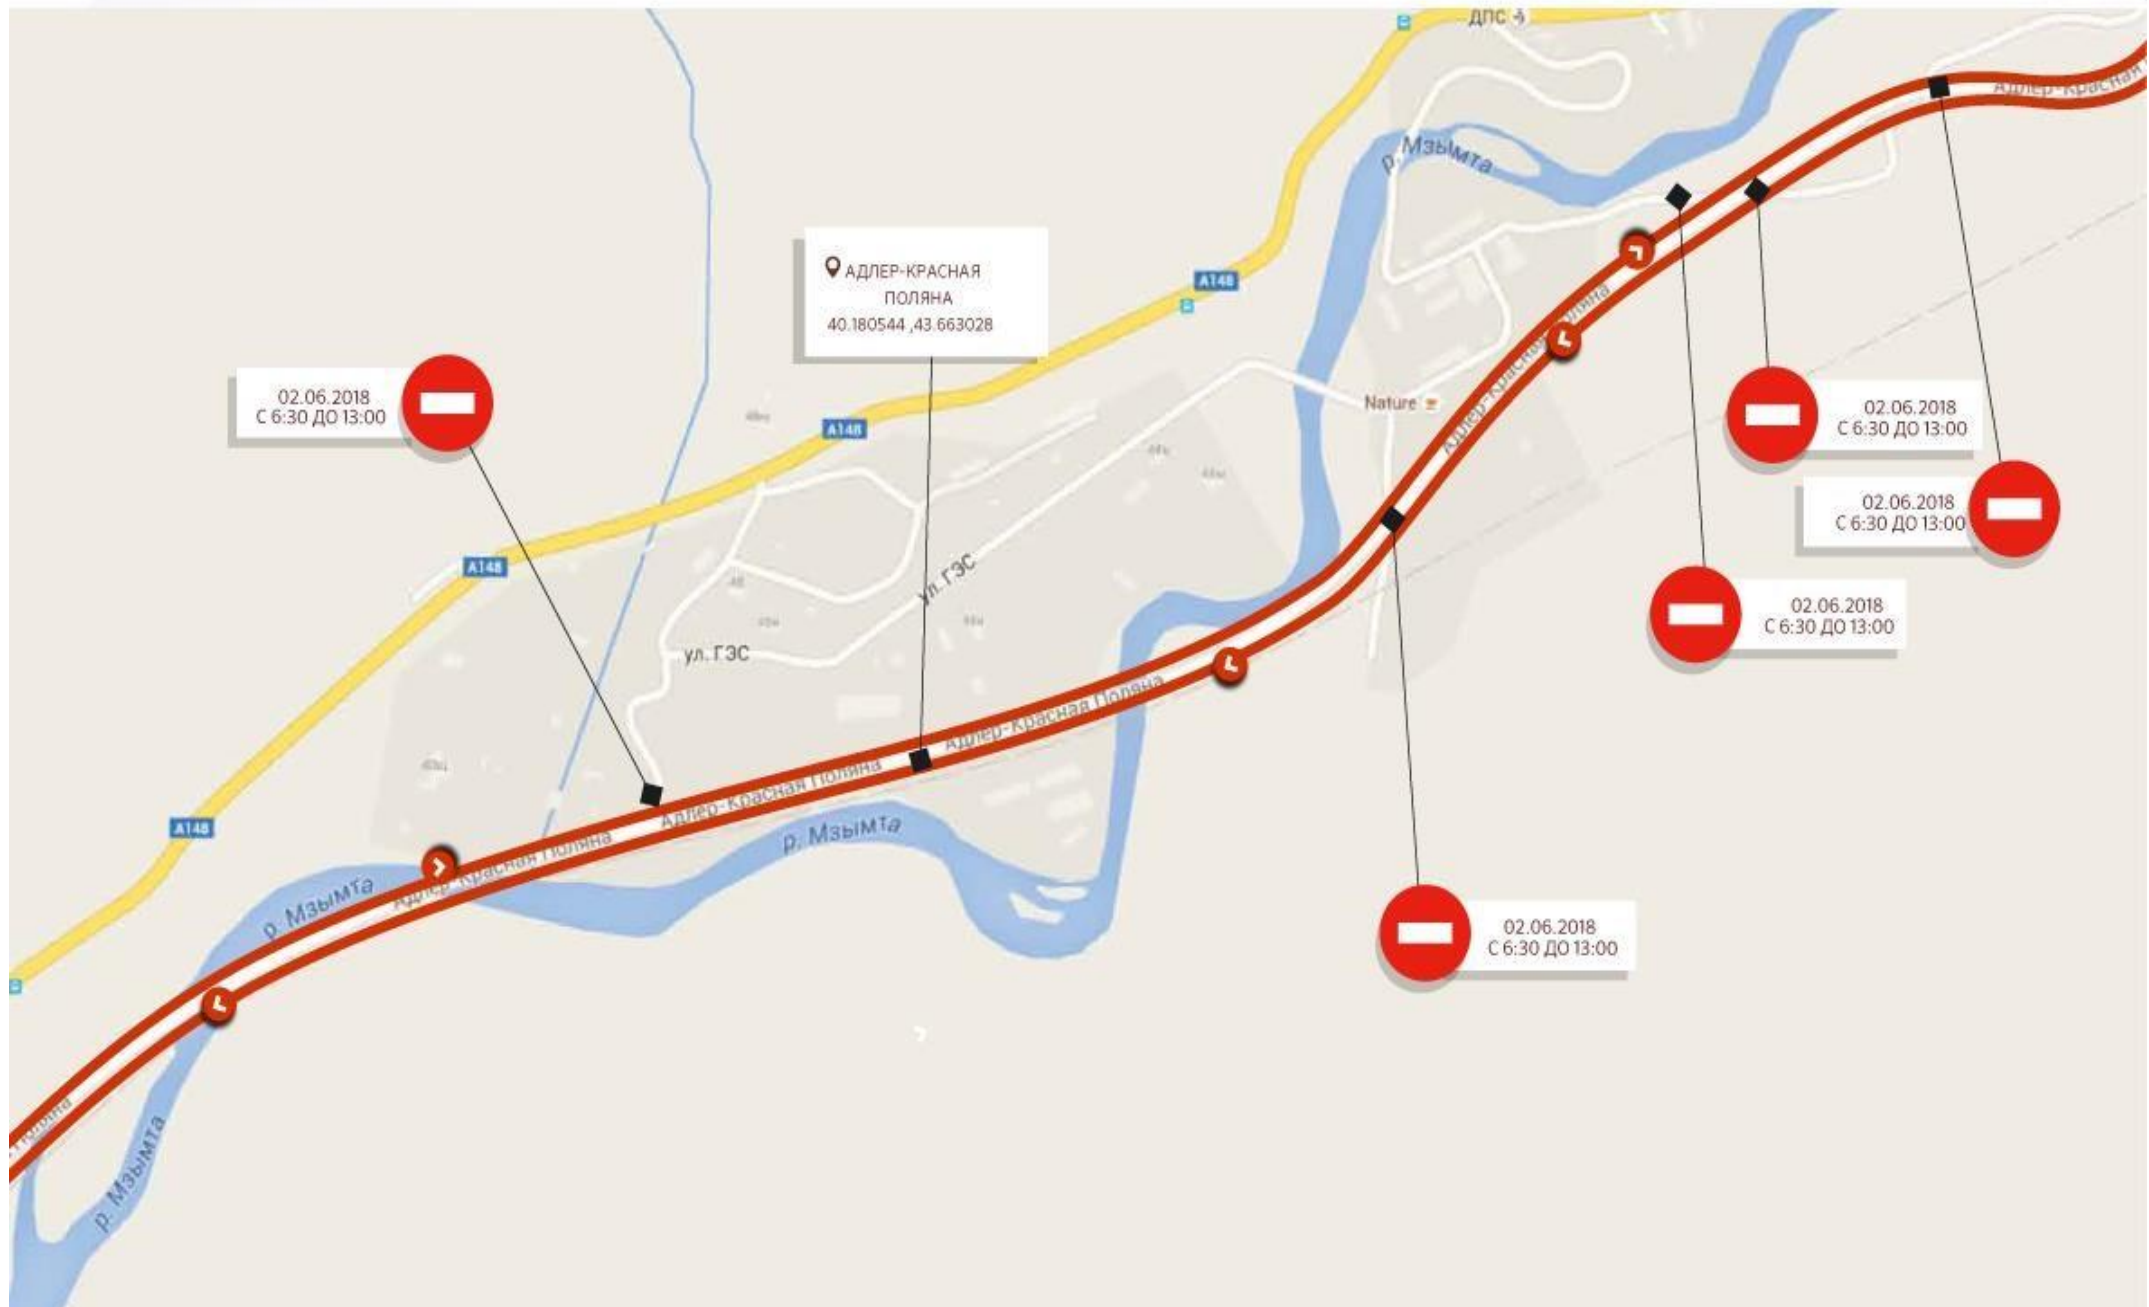 ДПС
Адлер-Красная
р. Мзымта
А148
АДЛЕР-КРАСНАЯ
ПОЛЯНА
40.180544 ,43.663028
02.06.2018
С 6:30 ДО 13:00
Nature
Адлер-Красная Поляна
02.06.2018
С 6:30 ДО 13:00
А148
02.06.2018
С 6:30 ДО 13:00
А148
ул. ГЭС
02.06.2018
С 6:30 ДО 13:00
ул. ГЭС
Адлер-Красная Поляна
Адлер-Красная Поляна
А148
р. Мзымта
Адлер-Красная Поляна
р. Мзымта
02.06.2018
С 6:30 ДО 13:00
Поляна
р. Мзымта